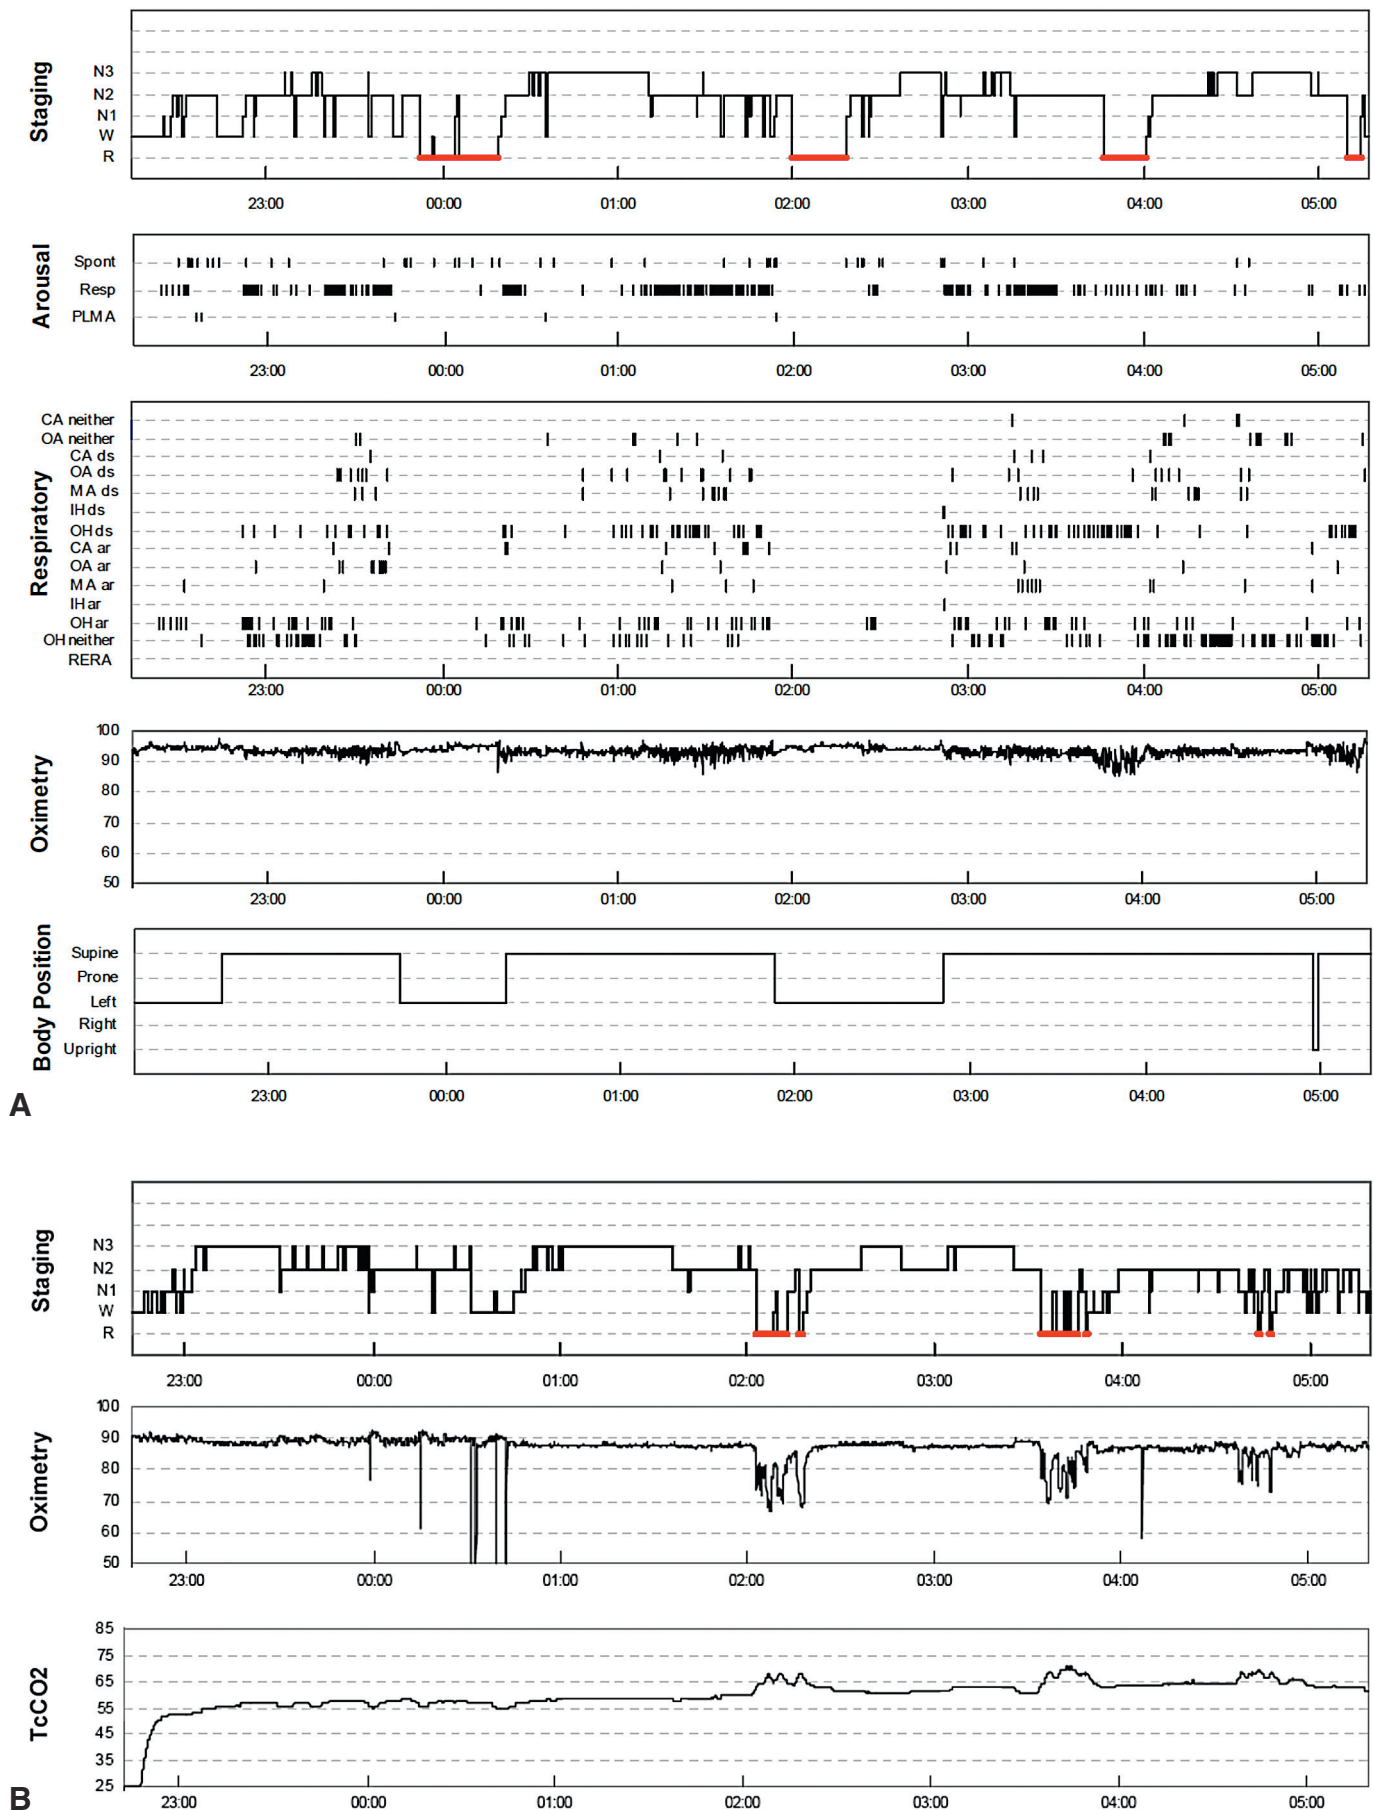 Staging
N3
N2
N1
W
R
23:00 00:00 01:00 02:00 03:00 04:00 05:00
Arousal
Spont
Resp
PLMA
23:00 00:00 01:00 02:00 03:00 04:00 05:00
Respiratory
CA neither
OA neither
CA ds
OA ds
MA ds
IH ds
OH ds
CA ar
OA ar
MA ar
IH ar
OH ar
OH neither
RERA
23:00 00:00 01:00 02:00 03:00 04:00 05:00
Oximetry
100
90
80
70
60
50
23:00 00:00 01:00 02:00 03:00 04:00 05:00
Body Position
Supine
Prone
Left
Right
Upright
23:00 00:00 01:00 02:00 03:00 04:00 05:00
A
Staging
N3
N2
N1
W
R
23:00 00:00 01:00 02:00 03:00 04:00 05:00
Oximetry
100
90
80
70
60
50
23:00 00:00 01:00 02:00 03:00 04:00 05:00
TcCO2
85
75
65
55
45
35
25
23:00 00:00 01:00 02:00 03:00 04:00 05:00
B